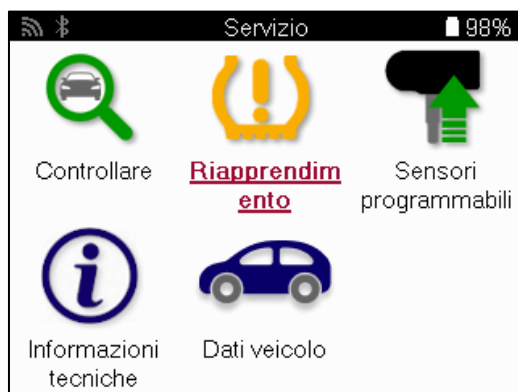 Servizio 98%
Controllare
Riapprendim
ento
Sensori
programmabili
Informazioni
tecniche
Dati veicolo